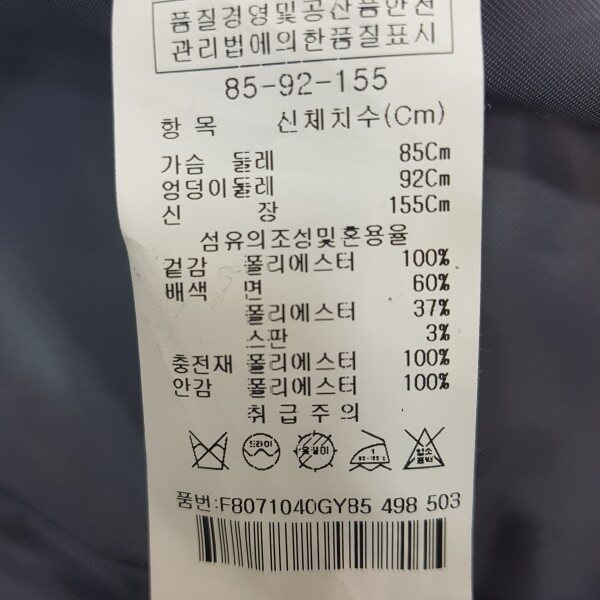 품질경영및공산품안전
관리법에의한품질표시
85-92-155
항 목 신체치수(Cm)
가슴 둘레 85Cm
엉덩이둘레 92Cm
신 장 155Cm
섬유의조성및혼용율
겉감 폴리에스터 100%
배색 면 60%
폴리에스터 37%
스판 3%
충전재 폴리에스터 100%
안감 폴리에스터 100%
취급주의
드라이
품번:F8071040GY85 498 503